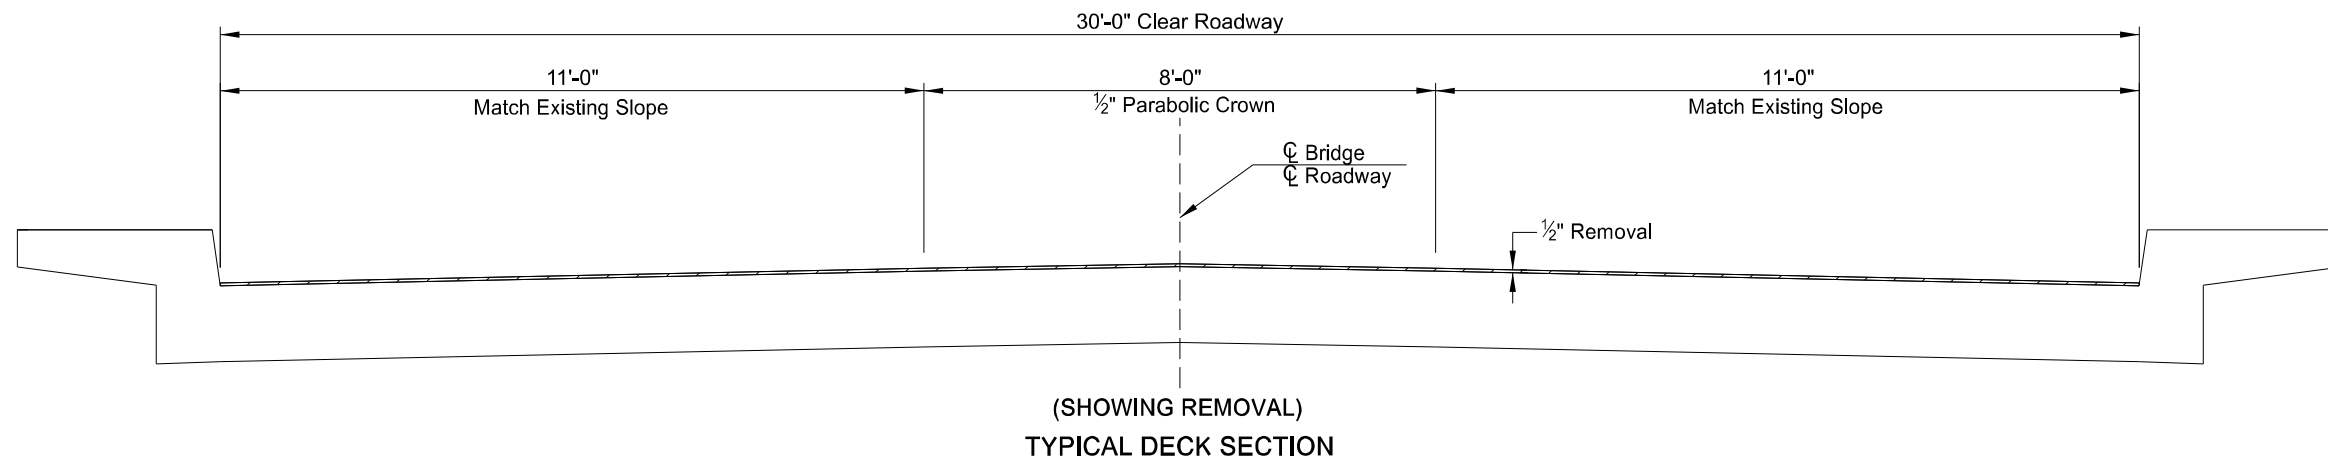 30'-0" Clear Roadway
11'-0"
8'-0"
11'-0"
Match Existing Slope
½" Parabolic Crown
Match Existing Slope
℄ Bridge
℄ Roadway
½" Removal
(SHOWING REMOVAL)
TYPICAL DECK SECTION